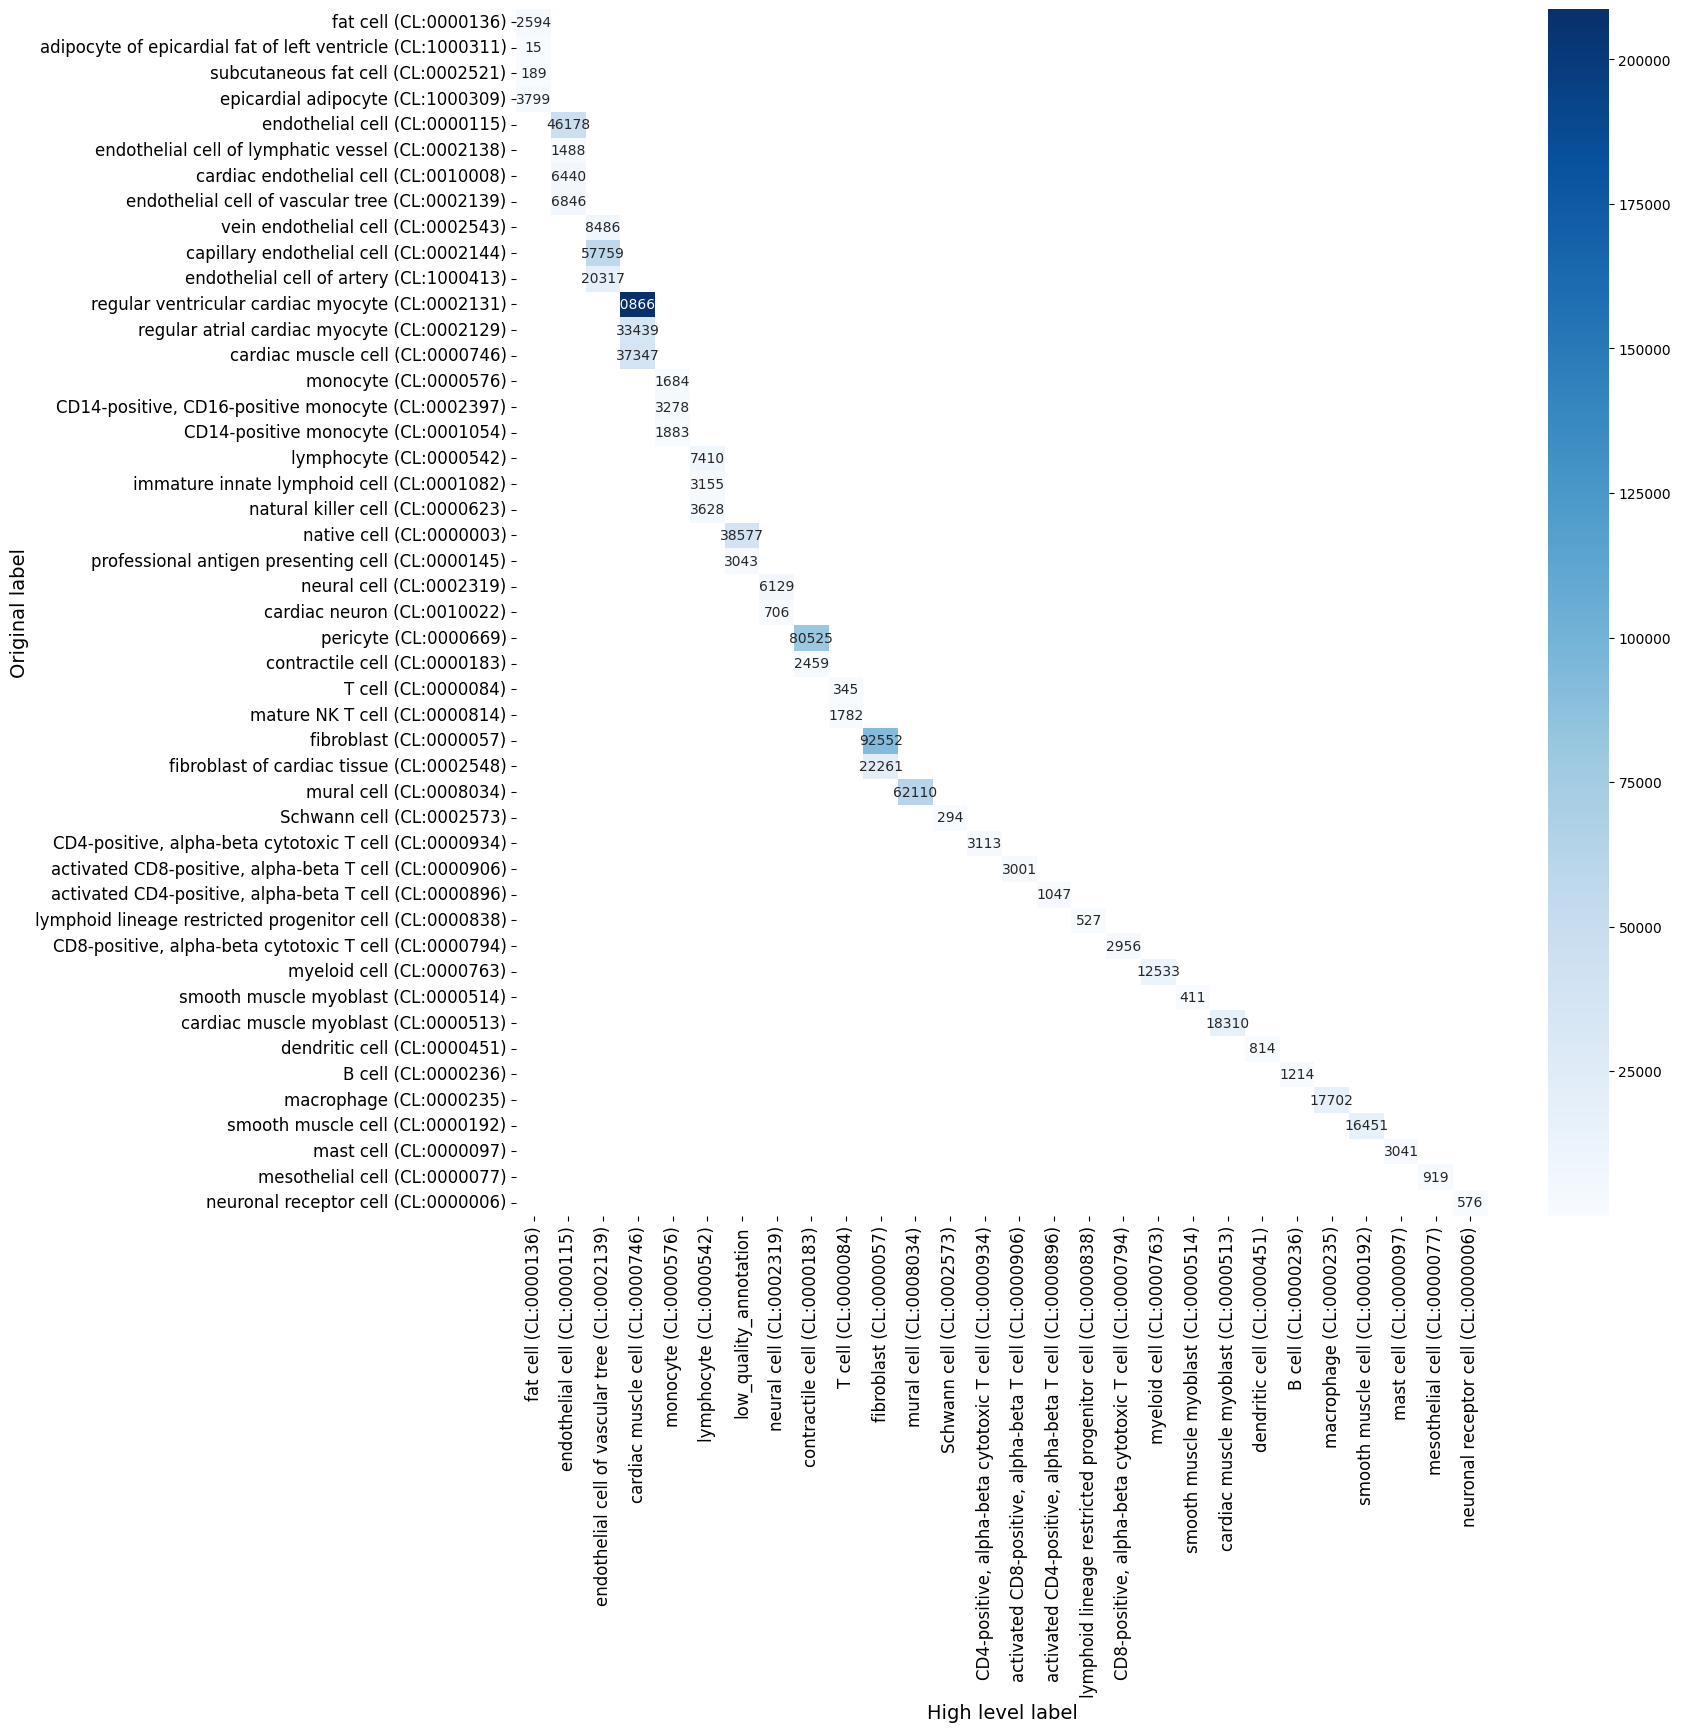 fat cell (CL:0000136) 2594
adipocyte of epicardial fat of left ventricle (CL:1000311) 15
subcutaneous fat cell (CL:0002521) 189
epicardial adipocyte (CL:1000309) 3799
endothelial cell (CL:0000115) 46178
endothelial cell of lymphatic vessel (CL:0002138) 1488
cardiac endothelial cell (CL:0010008) 6440
endothelial cell of vascular tree (CL:0002139) 6846
vein endothelial cell (CL:0002543) 8486
capillary endothelial cell (CL:0002144) 57759
endothelial cell of artery (CL:1000413) 20317
regular ventricular cardiac myocyte (CL:0002131) 0866
regular atrial cardiac myocyte (CL:0002129) 33439
cardiac muscle cell (CL:0000746) 37347
monocyte (CL:0000576) 1684
CD14-positive, CD16-positive monocyte (CL:0002397) 3278
CD14-positive monocyte (CL:0001054) 1883
lymphocyte (CL:0000542) 7410
immature innate lymphoid cell (CL:0001082) 3155
natural killer cell (CL:0000623) 3628
native cell (CL:0000003) 38577
professional antigen presenting cell (CL:0000145) 3043
neural cell (CL:0002319) 6129
cardiac neuron (CL:0010022) 706
pericyte (CL:0000669) 80525
contractile cell (CL:0000183) 2459
T cell (CL:0000084) 345
mature NK T cell (CL:0000814) 1782
fibroblast (CL:0000057) 92552
fibroblast of cardiac tissue (CL:0002548) 22261
mural cell (CL:0008034) 62110
Schwann cell (CL:0002573) 294
CD4-positive, alpha-beta cytotoxic T cell (CL:0000934) 3113
activated CD8-positive, alpha-beta T cell (CL:0000906) 3001
activated CD4-positive, alpha-beta T cell (CL:0000896) 1047
lymphoid lineage restricted progenitor cell (CL:0000838) 527
CD8-positive, alpha-beta cytotoxic T cell (CL:0000794) 2956
myeloid cell (CL:0000763) 12533
smooth muscle myoblast (CL:0000514) 411
cardiac muscle myoblast (CL:0000513) 18310
dendritic cell (CL:0000451) 814
B cell (CL:0000236) 1214
macrophage (CL:0000235) 17702
smooth muscle cell (CL:0000192) 16451
mast cell (CL:0000097) 3041
mesothelial cell (CL:0000077) 919
neuronal receptor cell (CL:0000006) 576
Original label
fat cell (CL:0000136)
endothelial cell (CL:0000115)
endothelial cell of vascular tree (CL:0002139)
cardiac muscle cell (CL:0000746)
monocyte (CL:0000576)
lymphocyte (CL:0000542)
low_quality_annotation
neural cell (CL:0002319)
contractile cell (CL:0000183)
T cell (CL:0000084)
fibroblast (CL:0000057)
mural cell (CL:0008034)
Schwann cell (CL:0002573)
CD4-positive, alpha-beta cytotoxic T cell (CL:0000934)
activated CD8-positive, alpha-beta T cell (CL:0000906)
activated CD4-positive, alpha-beta T cell (CL:0000896)
lymphoid lineage restricted progenitor cell (CL:0000838)
CD8-positive, alpha-beta cytotoxic T cell (CL:0000794)
myeloid cell (CL:0000763)
smooth muscle myoblast (CL:0000514)
cardiac muscle myoblast (CL:0000513)
dendritic cell (CL:0000451)
B cell (CL:0000236)
macrophage (CL:0000235)
smooth muscle cell (CL:0000192)
mast cell (CL:0000097)
mesothelial cell (CL:0000077)
neuronal receptor cell (CL:0000006)
High level label
200000
175000
150000
125000
100000
75000
50000
25000